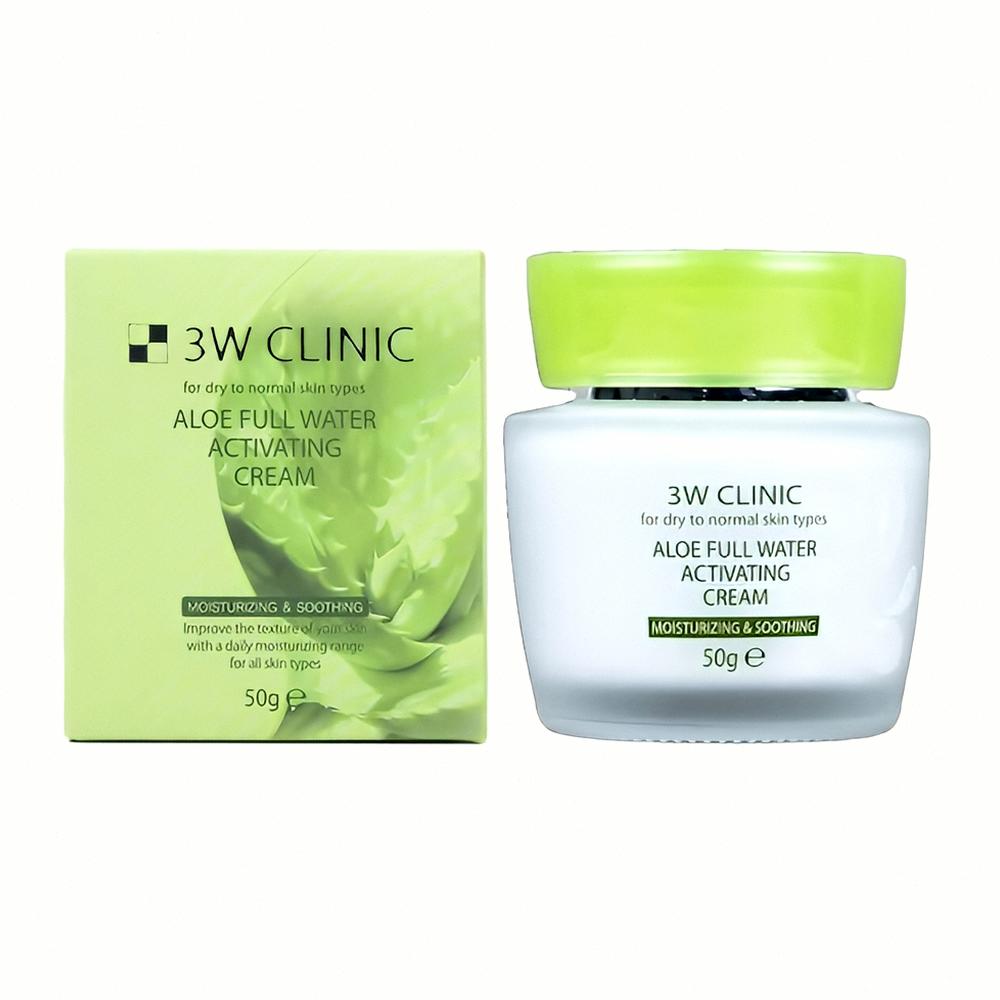 3W CLINIC
for dry to normal skin types
ALOE FULL WATER
ACTIVATING
CREAM
MOISTURIZING & SOOTHING
Improve the texture of your skin
with a daily moisturizing range
for all skin types
50g ℮
3W CLINIC
for dry to normal skin types
ALOE FULL WATER
ACTIVATING
CREAM
MOISTURIZING & SOOTHING
50g ℮